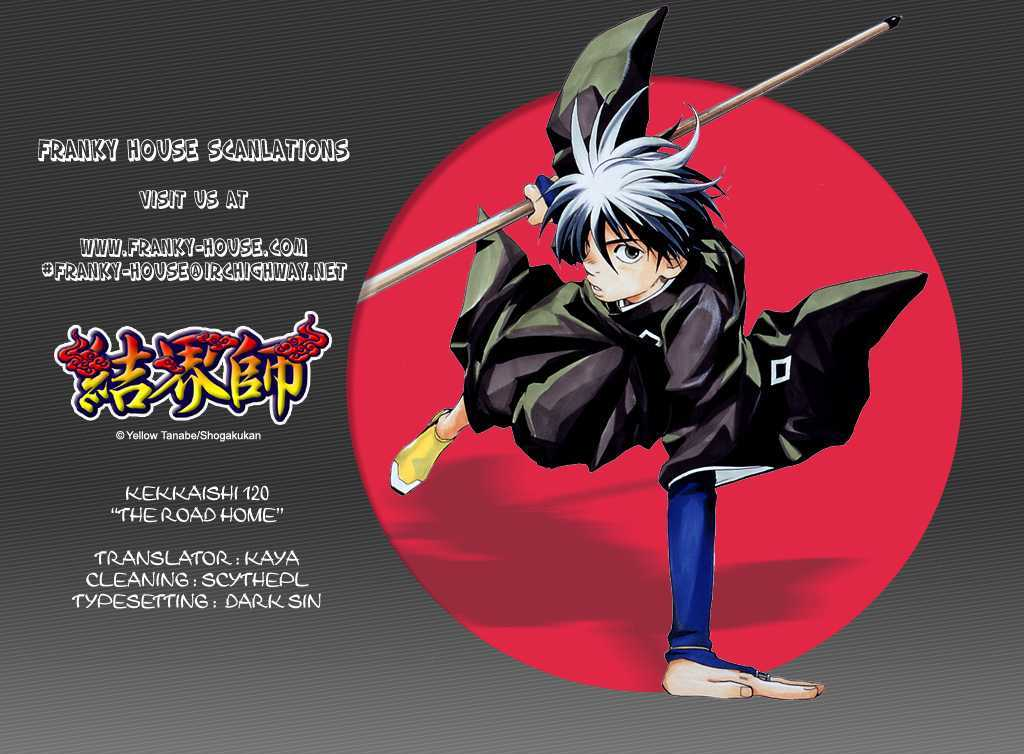 FRANKY HOUSE SCANLATIONS
VISIT US AT
WWW.FRANKY-HOUSE.COM
#FRANKY-HOUSE@IRCHIGHWAY.NET
結界師
©Yellow Tanabe/Shogakukan
KEKKAISHI 120
“THE ROAD HOME”
TRANSLATOR : KAYA
CLEANING : SCYTHEPL
TYPESETTING : DARK SIN